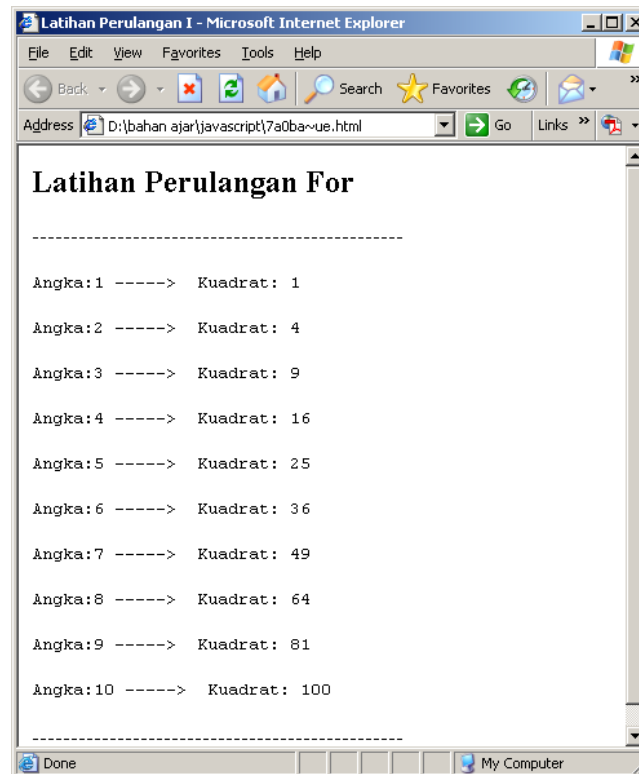 Latihan Perulangan I - Microsoft Internet Explorer
File Edit View Favorites Tools Help
Back Search Favorites »
Address D:\bahan ajar\javascript\7a0ba~ue.html Go Links »
Latihan Perulangan For
------------------------------------------------
Angka:1 -----> Kuadrat: 1
Angka:2 -----> Kuadrat: 4
Angka:3 -----> Kuadrat: 9
Angka:4 -----> Kuadrat: 16
Angka:5 -----> Kuadrat: 25
Angka:6 -----> Kuadrat: 36
Angka:7 -----> Kuadrat: 49
Angka:8 -----> Kuadrat: 64
Angka:9 -----> Kuadrat: 81
Angka:10 -----> Kuadrat: 100
------------------------------------------------
Done My Computer